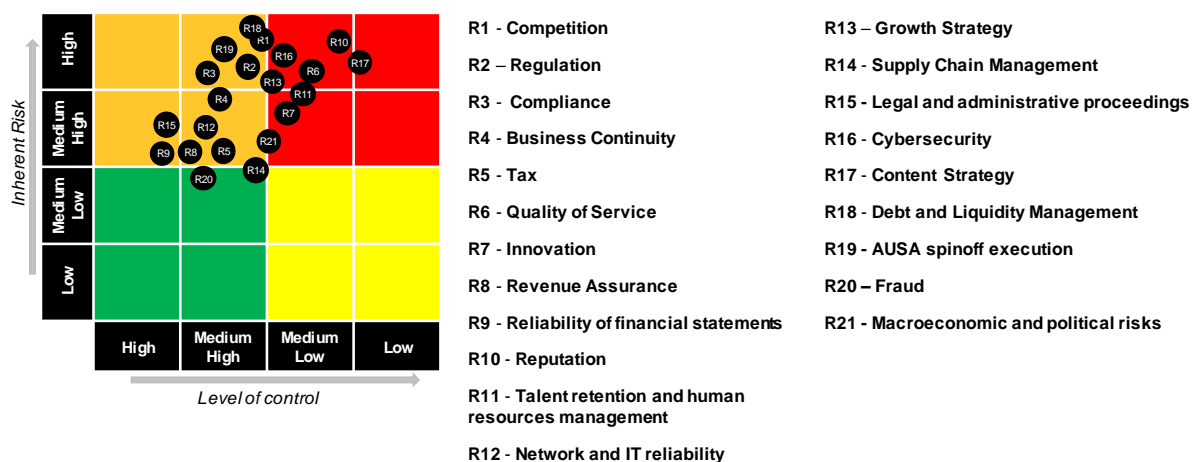 Inherent Risk
High
Medium
High
Medium
Low
Low
R18
R1
R10
R19
R16
R17
R2
R6
R3
R13
R11
R4
R7
R15
R12
R21
R9
R8
R5
R14
R20
High
Medium
High
Medium
Low
Low
Level of control
R1 - Competition
R2 – Regulation
R3 - Compliance
R4 - Business Continuity
R5 - Tax
R6 - Quality of Service
R7 - Innovation
R8 - Revenue Assurance
R9 - Reliability of financial statements
R10 - Reputation
R11 - Talent retention and human
resources management
R12 - Network and IT reliability
R13 – Growth Strategy
R14 - Supply Chain Management
R15 - Legal and administrative proceedings
R16 - Cybersecurity
R17 - Content Strategy
R18 - Debt and Liquidity Management
R19 - AUSA spinoff execution
R20 – Fraud
R21 - Macroeconomic and political risks